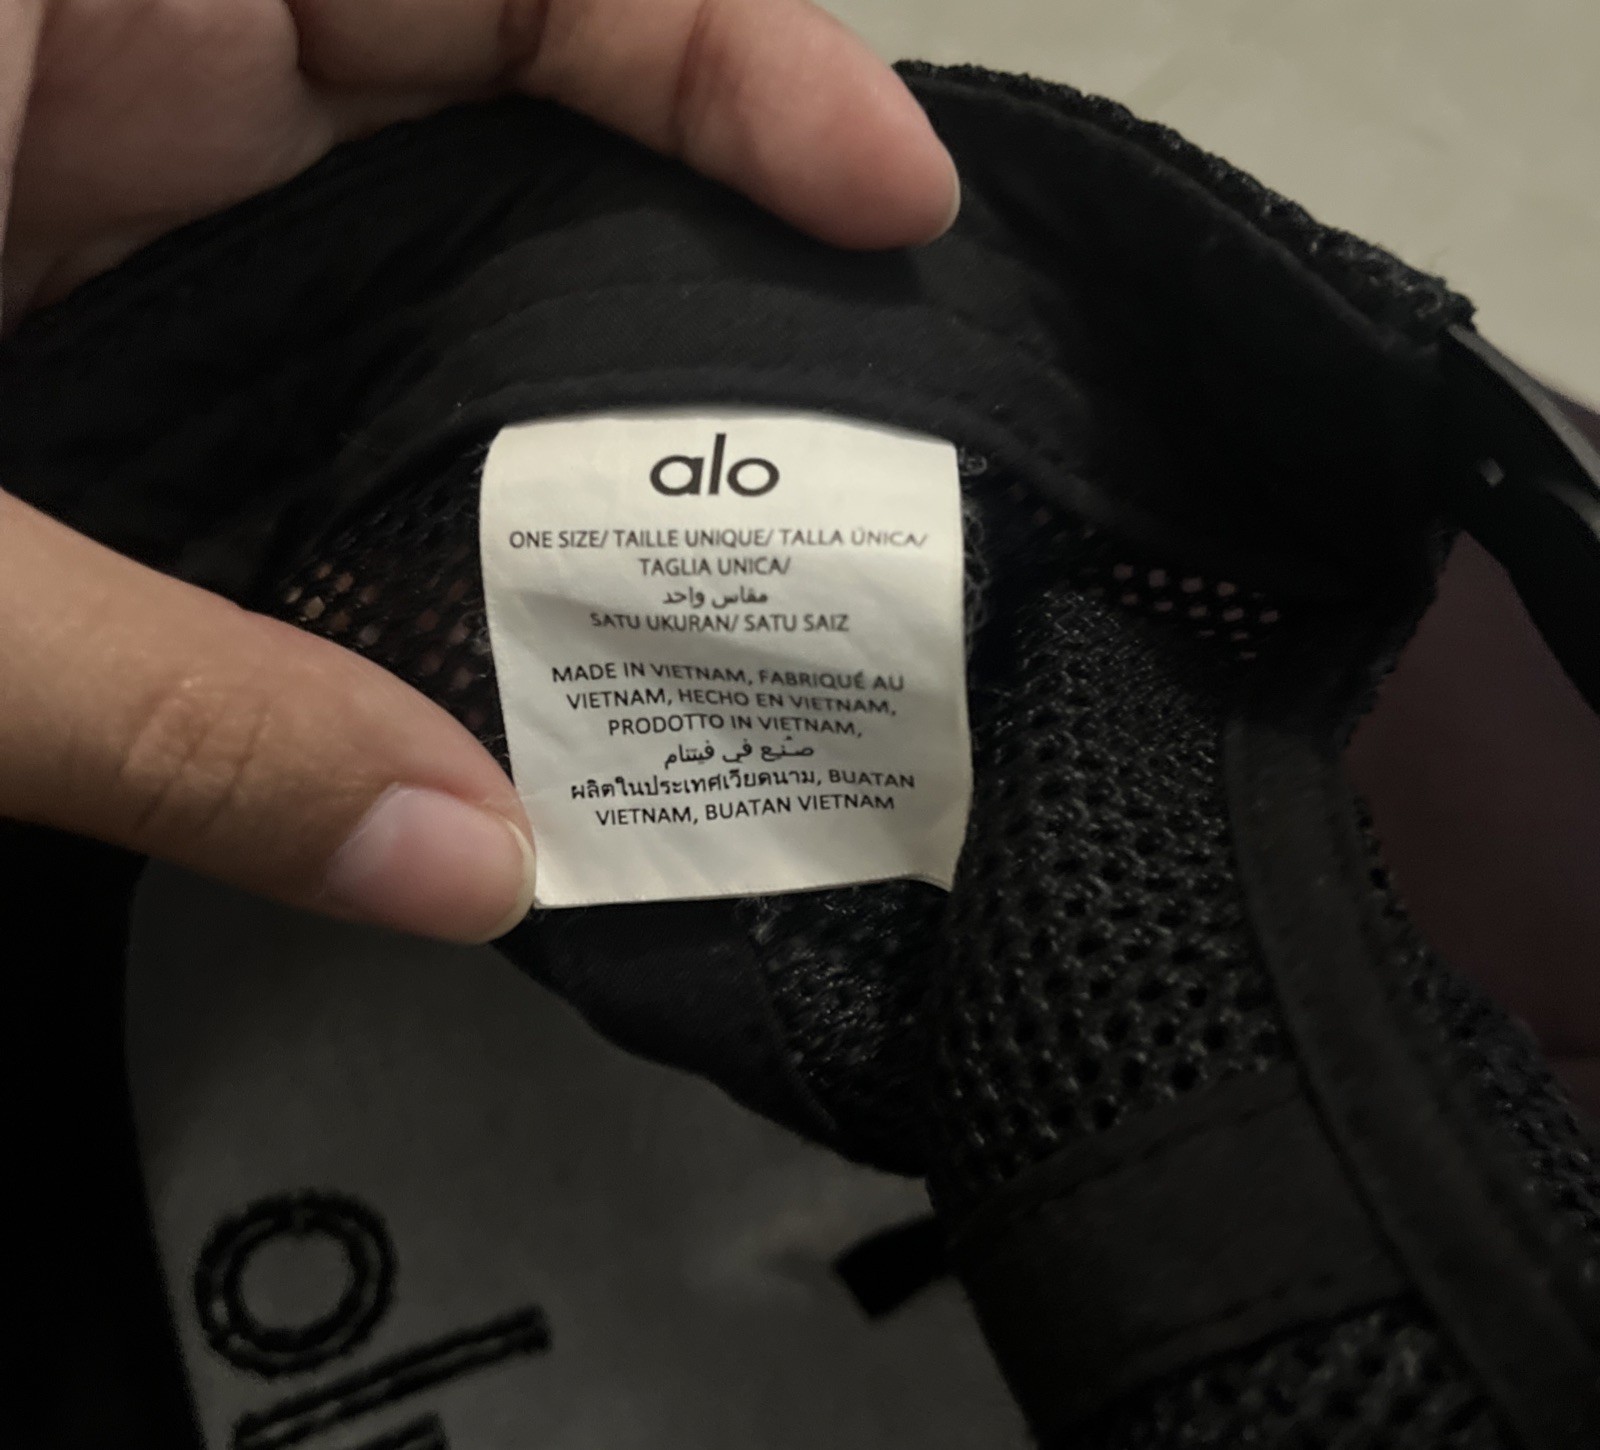 alo
ONE SIZE/ TAILLE UNIQUE/ TALLA ÚNICA/
TAGLIA UNICA/
مقاس واحد
SATU UKURAN/ SATU SAIZ
MADE IN VIETNAM, FABRIQUÉ AU
VIETNAM, HECHO EN VIETNAM,
PRODOTTO IN VIETNAM,
صُنِع في فيتنام
ผลิตในประเทศเวียดนาม, BUATAN
VIETNAM, BUATAN VIETNAM